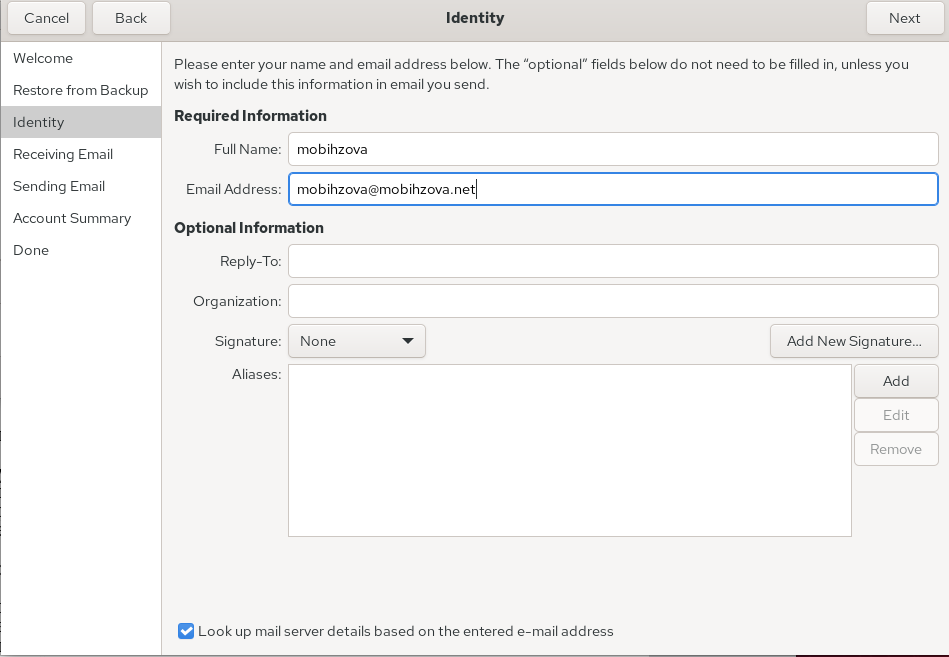 Cancel
Back
Identity
Next
Welcome
Restore from Backup
Identity
Receiving Email
Sending Email
Account Summary
Done
Please enter your name and email address below. The “optional” fields below do not need to be filled in, unless you
wish to include this information in email you send.
Required Information
Full Name: mobihzova
Email Address: mobihzova@mobihzova.net
Optional Information
Reply-To:
Organization:
Signature: None
Add New Signature...
Aliases:
Add
Edit
Remove
Look up mail server details based on the entered e-mail address